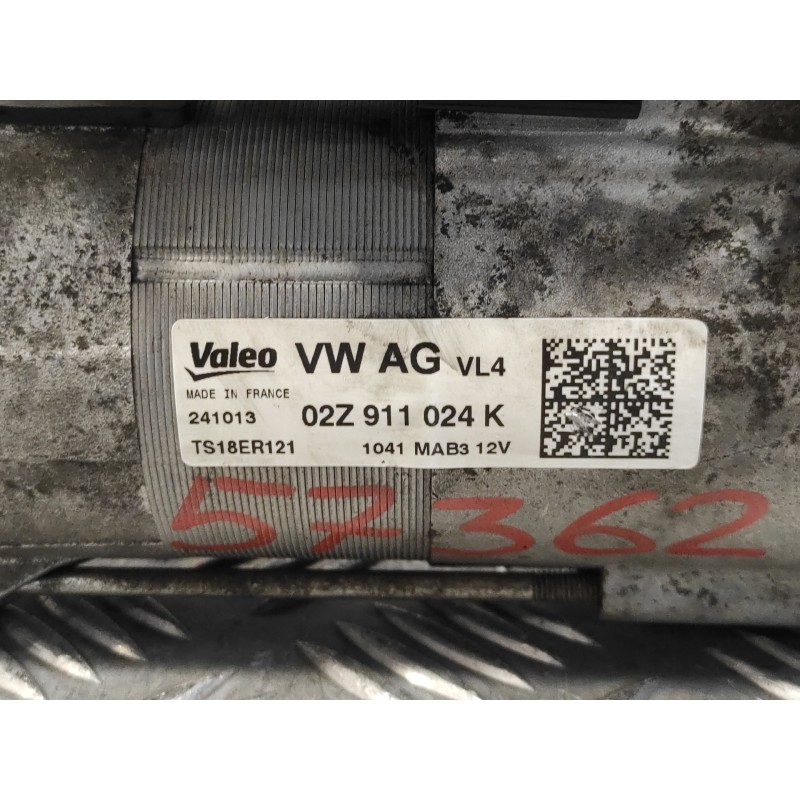 Valeo VW AG VL4
MADE IN FRANCE
241013 02Z 911 024 K
TS18ER121 1041 MAB3 12V
57362